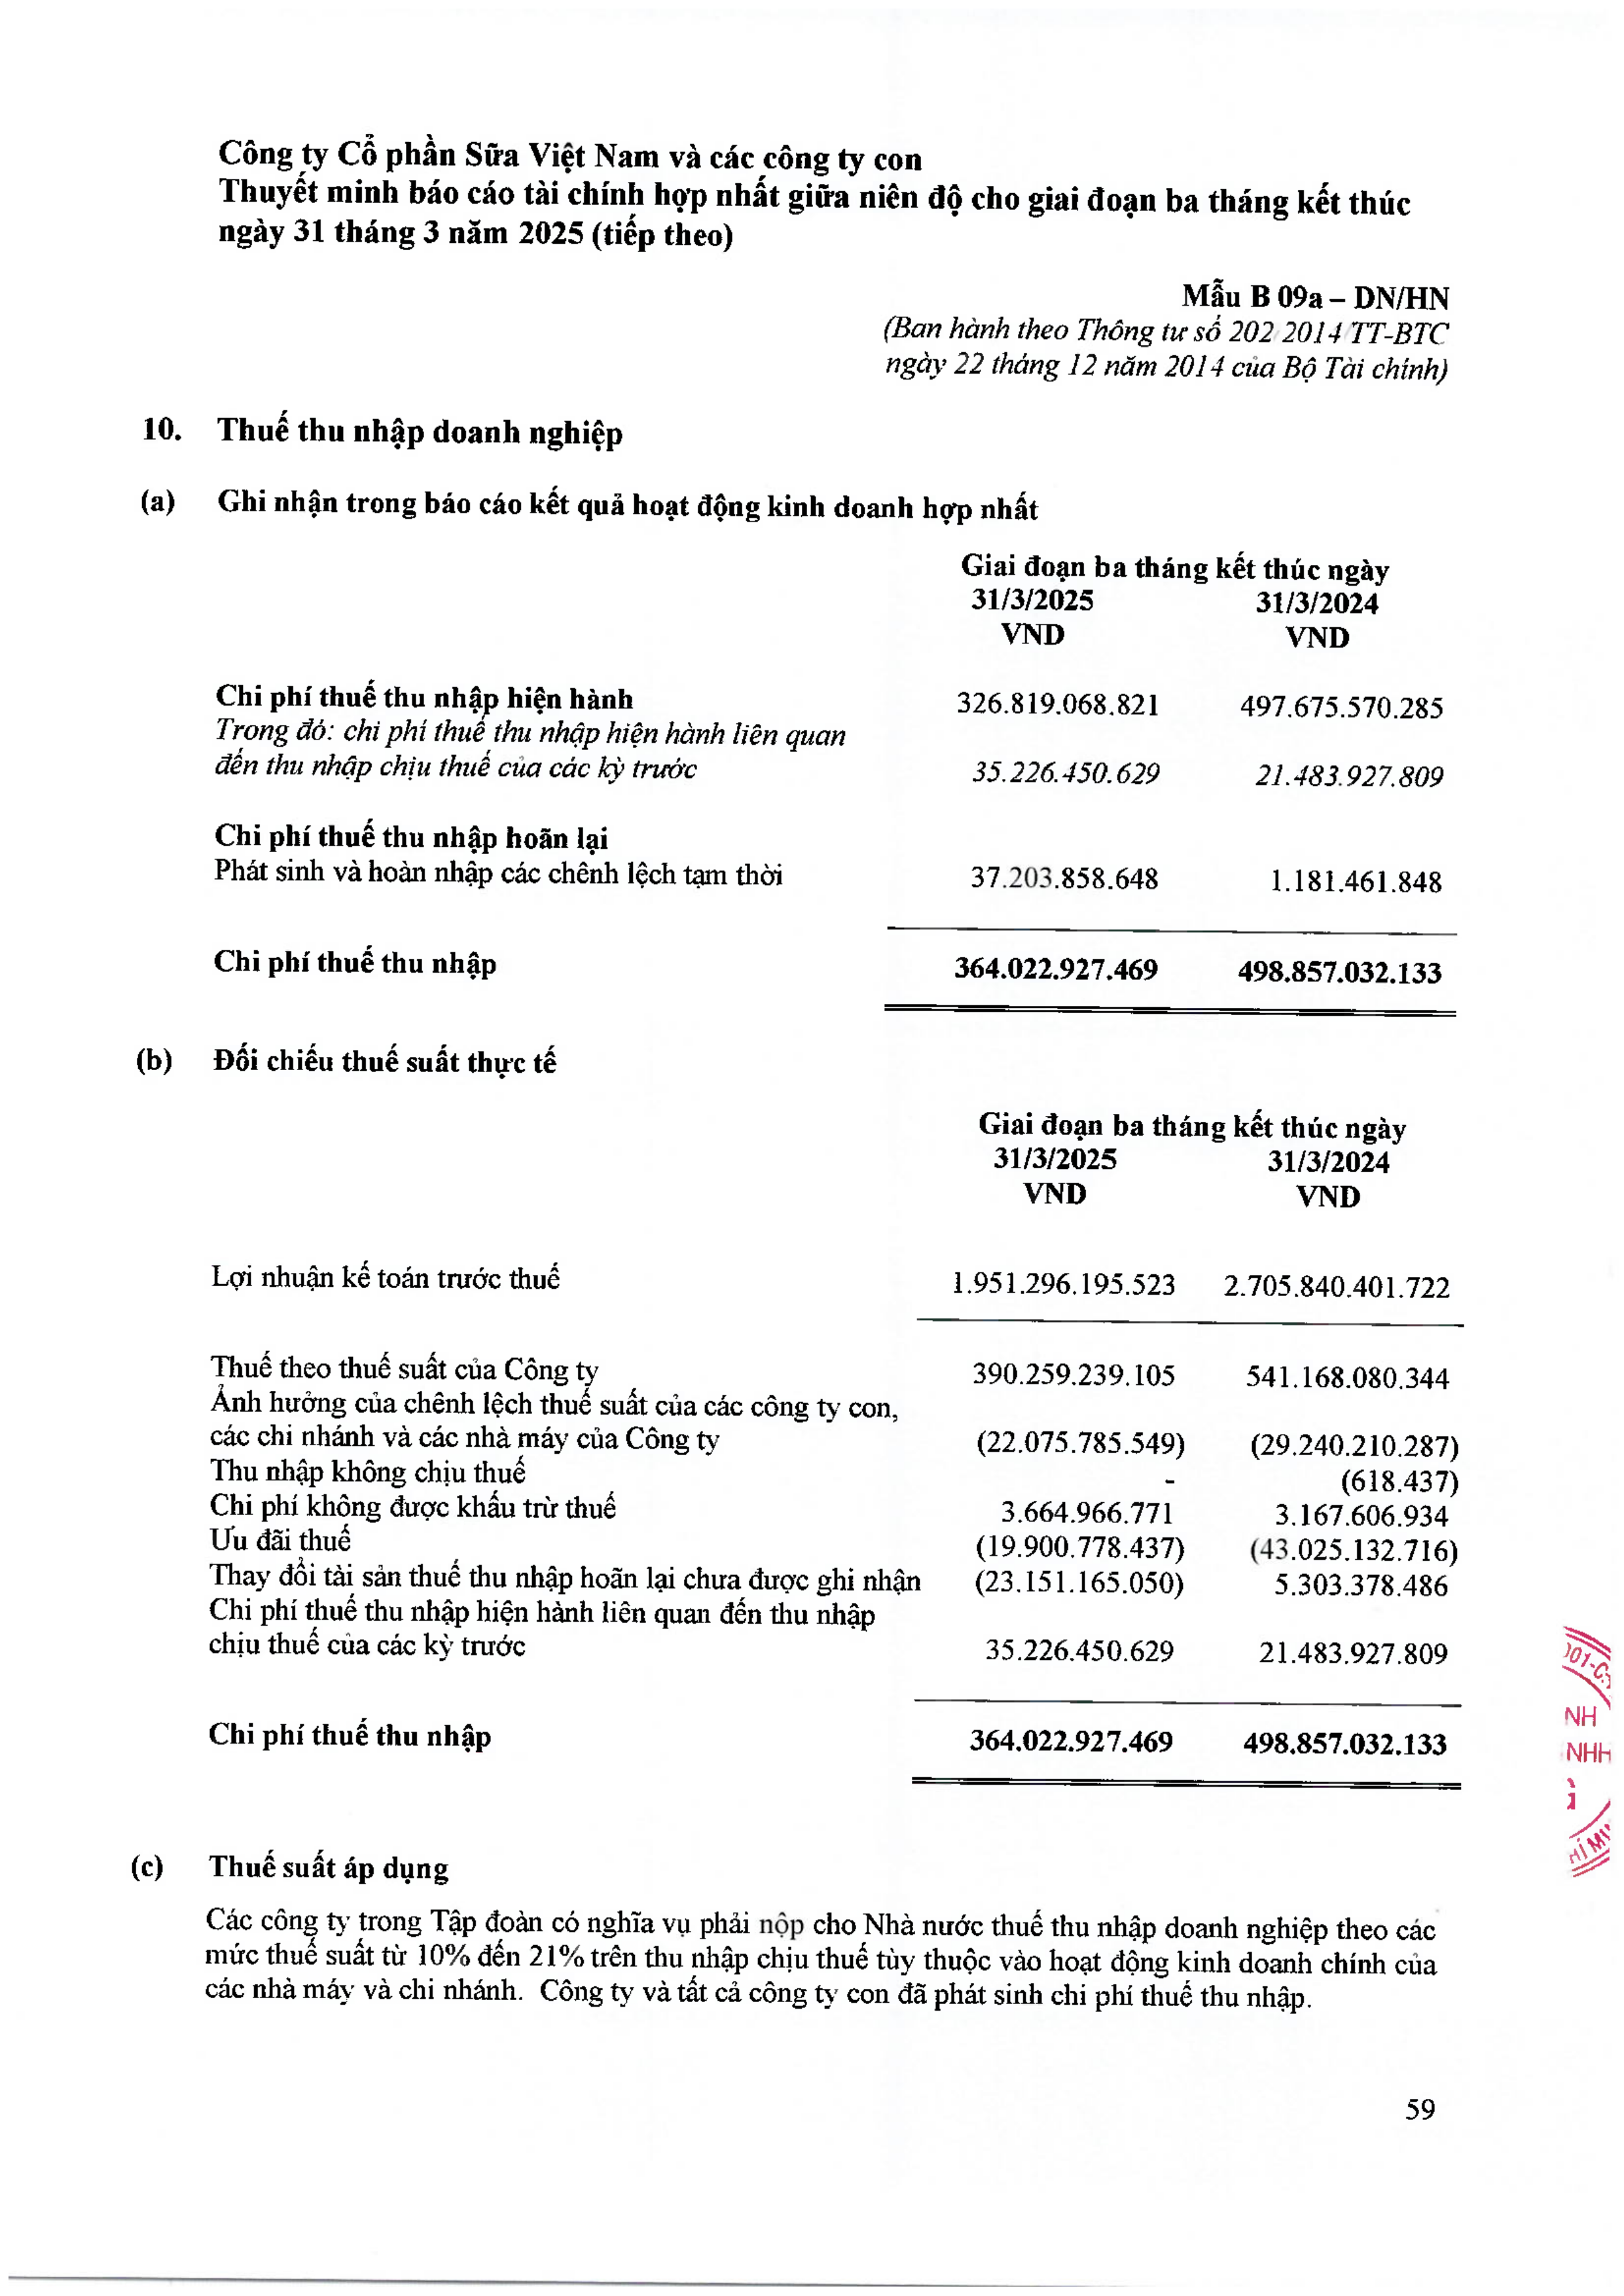 Công ty Cổ phần Sữa Việt Nam và các công ty con
Thuyết minh báo cáo tài chính hợp nhất giữa niên độ cho giai đoạn ba tháng kết thúc
ngày 31 tháng 3 năm 2025 (tiếp theo)
Mẫu B 09a – DN/HN
(Ban hành theo Thông tư số 202/2014/TT-BTC
ngày 22 tháng 12 năm 2014 của Bộ Tài chính)
10. Thuế thu nhập doanh nghiệp
(a) Ghi nhận trong báo cáo kết quả hoạt động kinh doanh hợp nhất
Giai đoạn ba tháng kết thúc ngày
31/3/2025 31/3/2024
VND VND
Chi phí thuế thu nhập hiện hành 326.819.068.821 497.675.570.285
Trong đó: chi phí thuế thu nhập hiện hành liên quan
đến thu nhập chịu thuế của các kỳ trước 35.226.450.629 21.483.927.809
Chi phí thuế thu nhập hoãn lại
Phát sinh và hoàn nhập các chênh lệch tạm thời 37.203.858.648 1.181.461.848
Chi phí thuế thu nhập 364.022.927.469 498.857.032.133
(b) Đối chiếu thuế suất thực tế
Giai đoạn ba tháng kết thúc ngày
31/3/2025 31/3/2024
VND VND
Lợi nhuận kế toán trước thuế 1.951.296.195.523 2.705.840.401.722
Thuế theo thuế suất của Công ty 390.259.239.105 541.168.080.344
Ảnh hưởng của chênh lệch thuế suất của các công ty con,
các chi nhánh và các nhà máy của Công ty (22.075.785.549) (29.240.210.287)
Thu nhập không chịu thuế - (618.437)
Chi phí không được khấu trừ thuế 3.664.966.771 3.167.606.934
Ưu đãi thuế (19.900.778.437) (43.025.132.716)
Thay đổi tài sản thuế thu nhập hoãn lại chưa được ghi nhận (23.151.165.050) 5.303.378.486
Chi phí thuế thu nhập hiện hành liên quan đến thu nhập
chịu thuế của các kỳ trước 35.226.450.629 21.483.927.809
Chi phí thuế thu nhập 364.022.927.469 498.857.032.133
(c) Thuế suất áp dụng
Các công ty trong Tập đoàn có nghĩa vụ phải nộp cho Nhà nước thuế thu nhập doanh nghiệp theo các
mức thuế suất từ 10% đến 21% trên thu nhập chịu thuế tùy thuộc vào hoạt động kinh doanh chính của
các nhà máy và chi nhánh. Công ty và tất cả công ty con đã phát sinh chi phí thuế thu nhập.
59